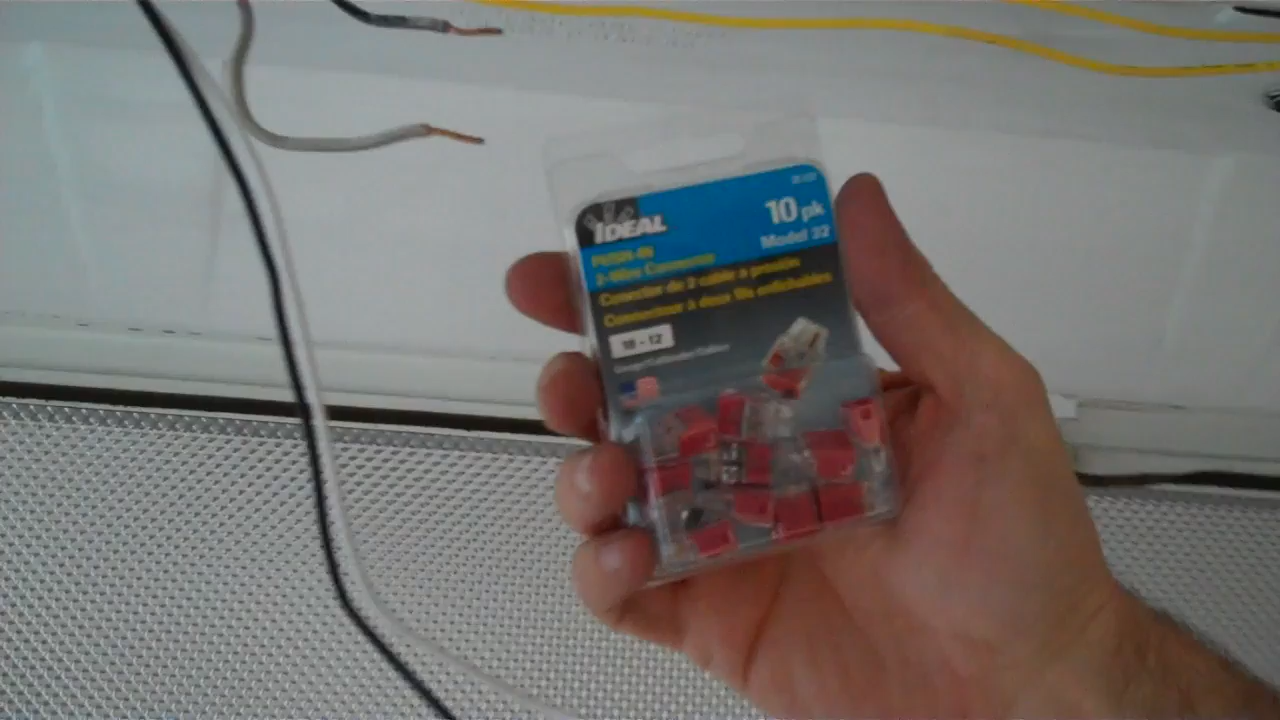 IDEAL
10 pk
Model 32
PUSH-IN
2-Wire Connector
Conector de 2 cable a presión
Connecteur à deux fils enfichables
18 - 12